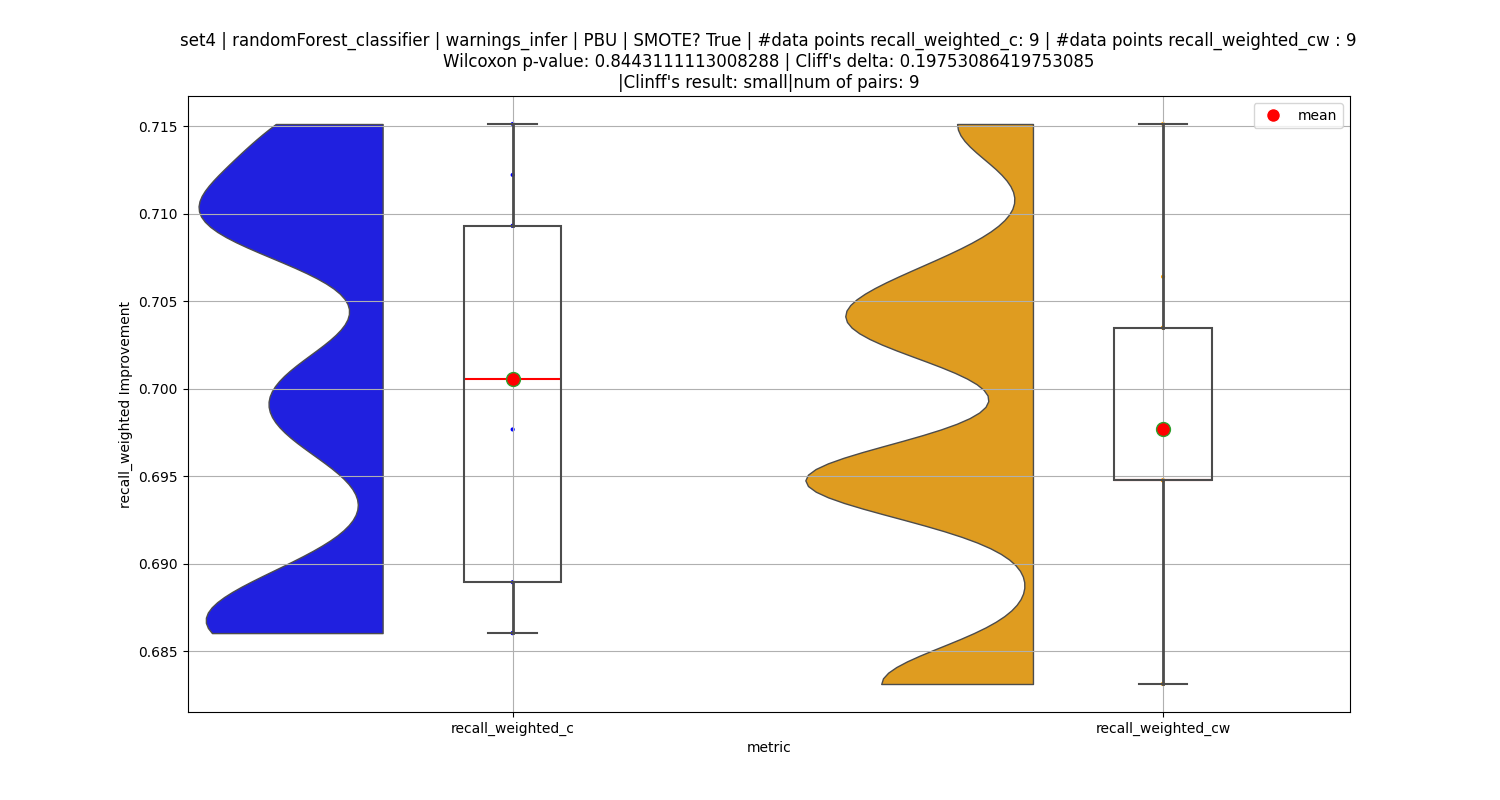 set4 | randomForest_classifier | warnings_infer | PBU | SMOTE? True | #data points recall_weighted_c: 9 | #data points recall_weighted_cw : 9
Wilcoxon p-value: 0.8443111113008288 | Cliff's delta: 0.19753086419753085
|Clinff's result: small|num of pairs: 9
mean
0.715
0.710
0.705
0.700
0.695
0.690
0.685
recall_weighted Improvement
recall_weighted_c
recall_weighted_cw
metric